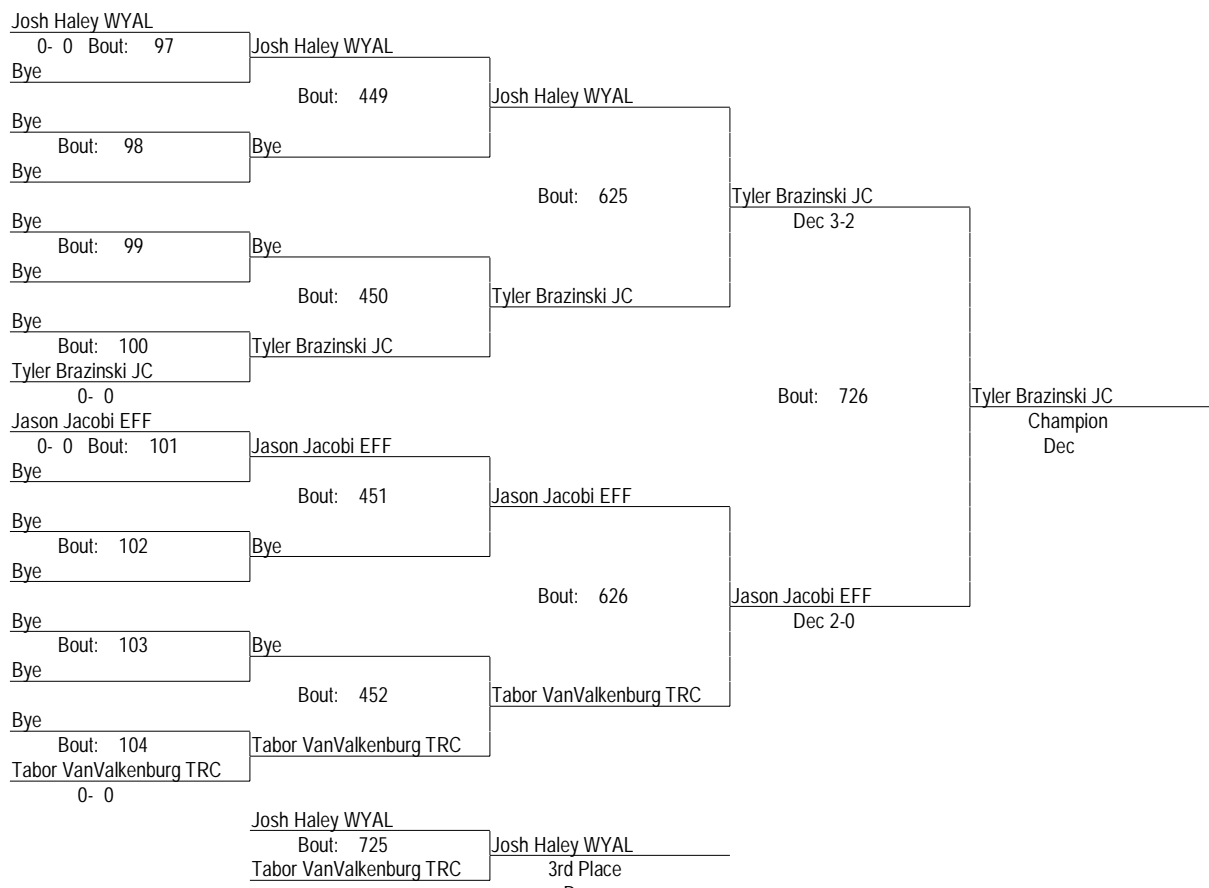 Josh Haley WYAL
0- 0 Bout: 97 Josh Haley WYAL
Bye
Bout: 449 Josh Haley WYAL
Bye
Bout: 98 Bye
Bye
Bout: 625 Tyler Brazinski JC
Bye Dec 3-2
Bout: 99 Bye
Bye
Bout: 450 Tyler Brazinski JC
Bye
Bout: 100 Tyler Brazinski JC
Tyler Brazinski JC
0- 0 Bout: 726 Tyler Brazinski JC
Jason Jacobi EFF Champion
0- 0 Bout: 101 Jason Jacobi EFF Dec
Bye
Bout: 451 Jason Jacobi EFF
Bye
Bout: 102 Bye
Bye
Bout: 626 Jason Jacobi EFF
Bye Dec 2-0
Bout: 103 Bye
Bye
Bout: 452 Tabor VanValkenburg TRC
Bye
Bout: 104 Tabor VanValkenburg TRC
Tabor VanValkenburg TRC
0- 0
Josh Haley WYAL
Bout: 725 Josh Haley WYAL
Tabor VanValkenburg TRC 3rd Place